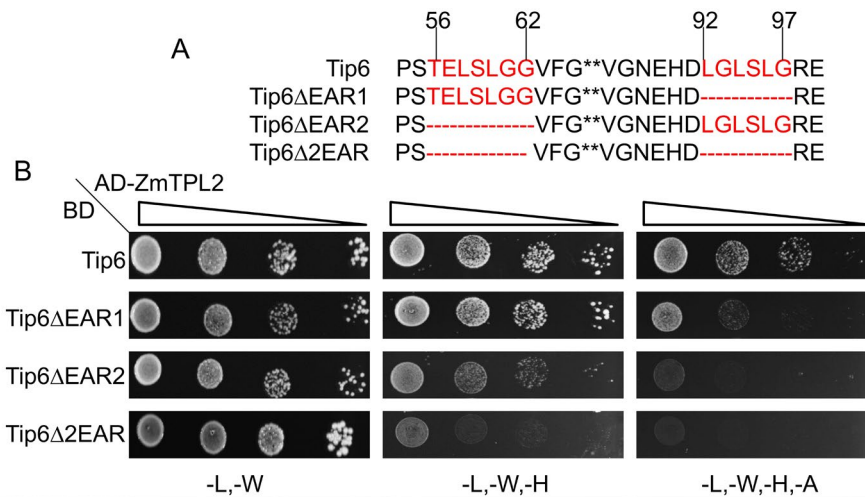 56 62 92 97
A
Tip6 PSTELSLGGVFG**VGNEHDLGLSLGRE
Tip6ΔEAR1 PSTELSLGGVFG**VGNEHD------------RE
Tip6ΔEAR2 PS--------------VFG**VGNEHDLGLSLGRE
Tip6Δ2EAR PS------------- VFG**VGNEHD------------RE
B
AD-ZmTPL2
BD
Tip6
Tip6ΔEAR1
Tip6ΔEAR2
Tip6Δ2EAR
-L,-W -L,-W,-H -L,-W,-H,-A